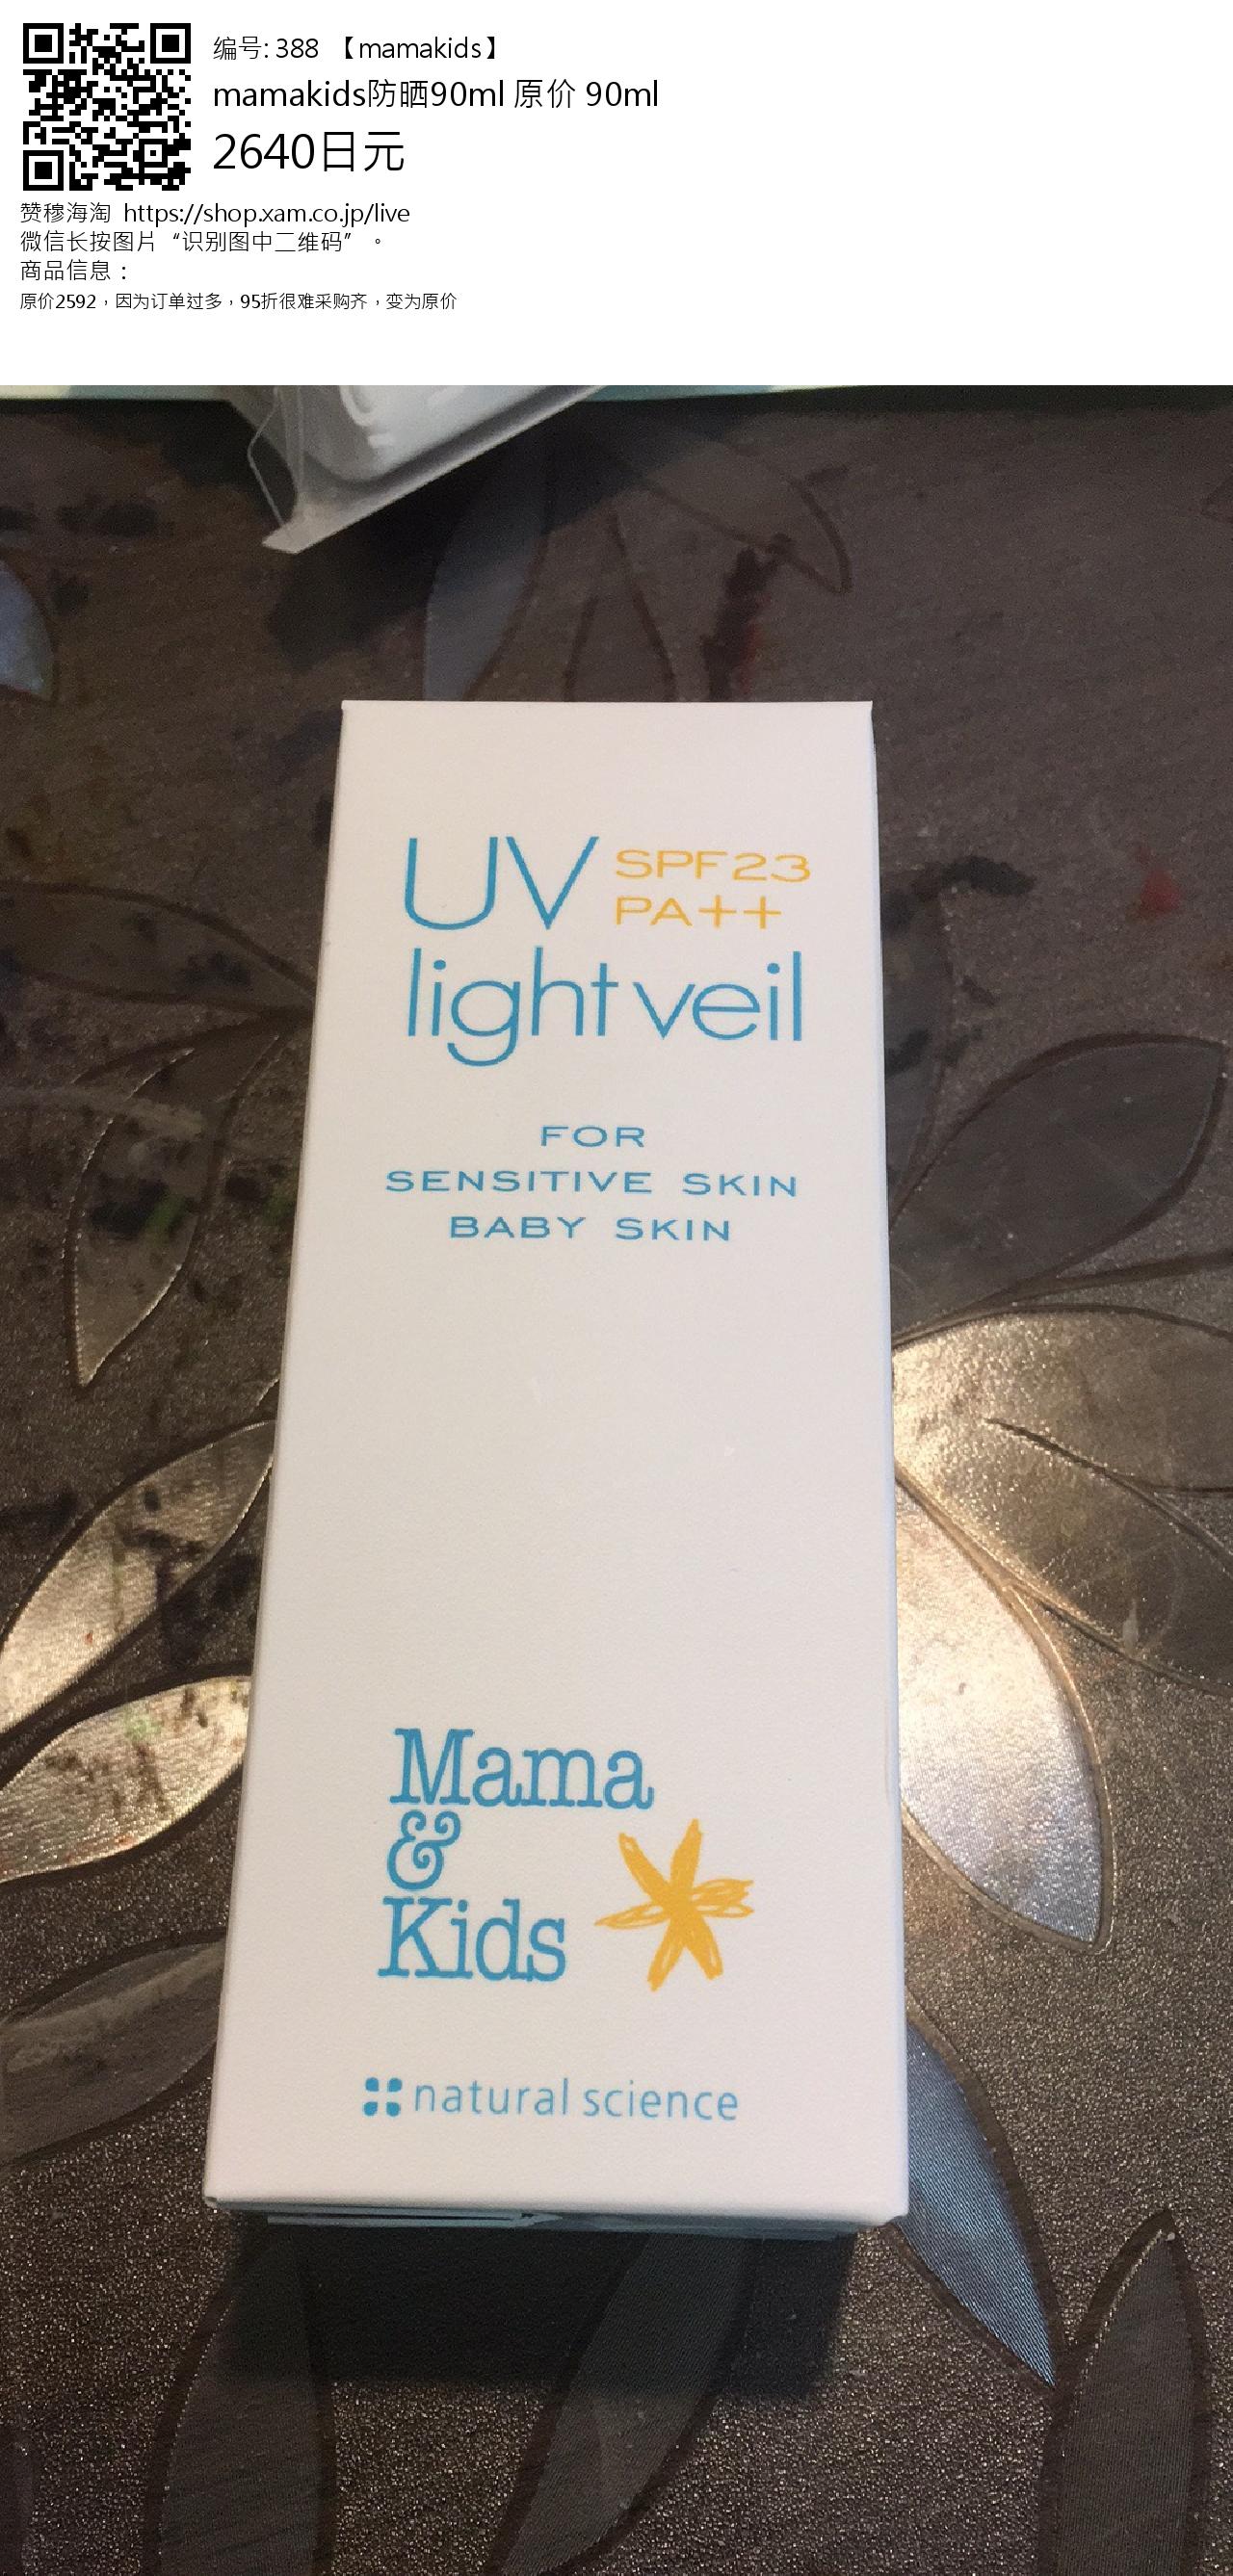 编号: 388 【mamakids】
mamakids防晒90ml 原价 90ml
2640日元
赞穆海淘 https://shop.xam.co.jp/live
微信长按图片“识别图中二维码”。
商品信息：
原价2592，因为订单过多，95折很难采购齐，变为原价
UV SPF23
PA++
light veil
FOR
SENSITIVE SKIN
BABY SKIN
Mama
&
Kids
natural science